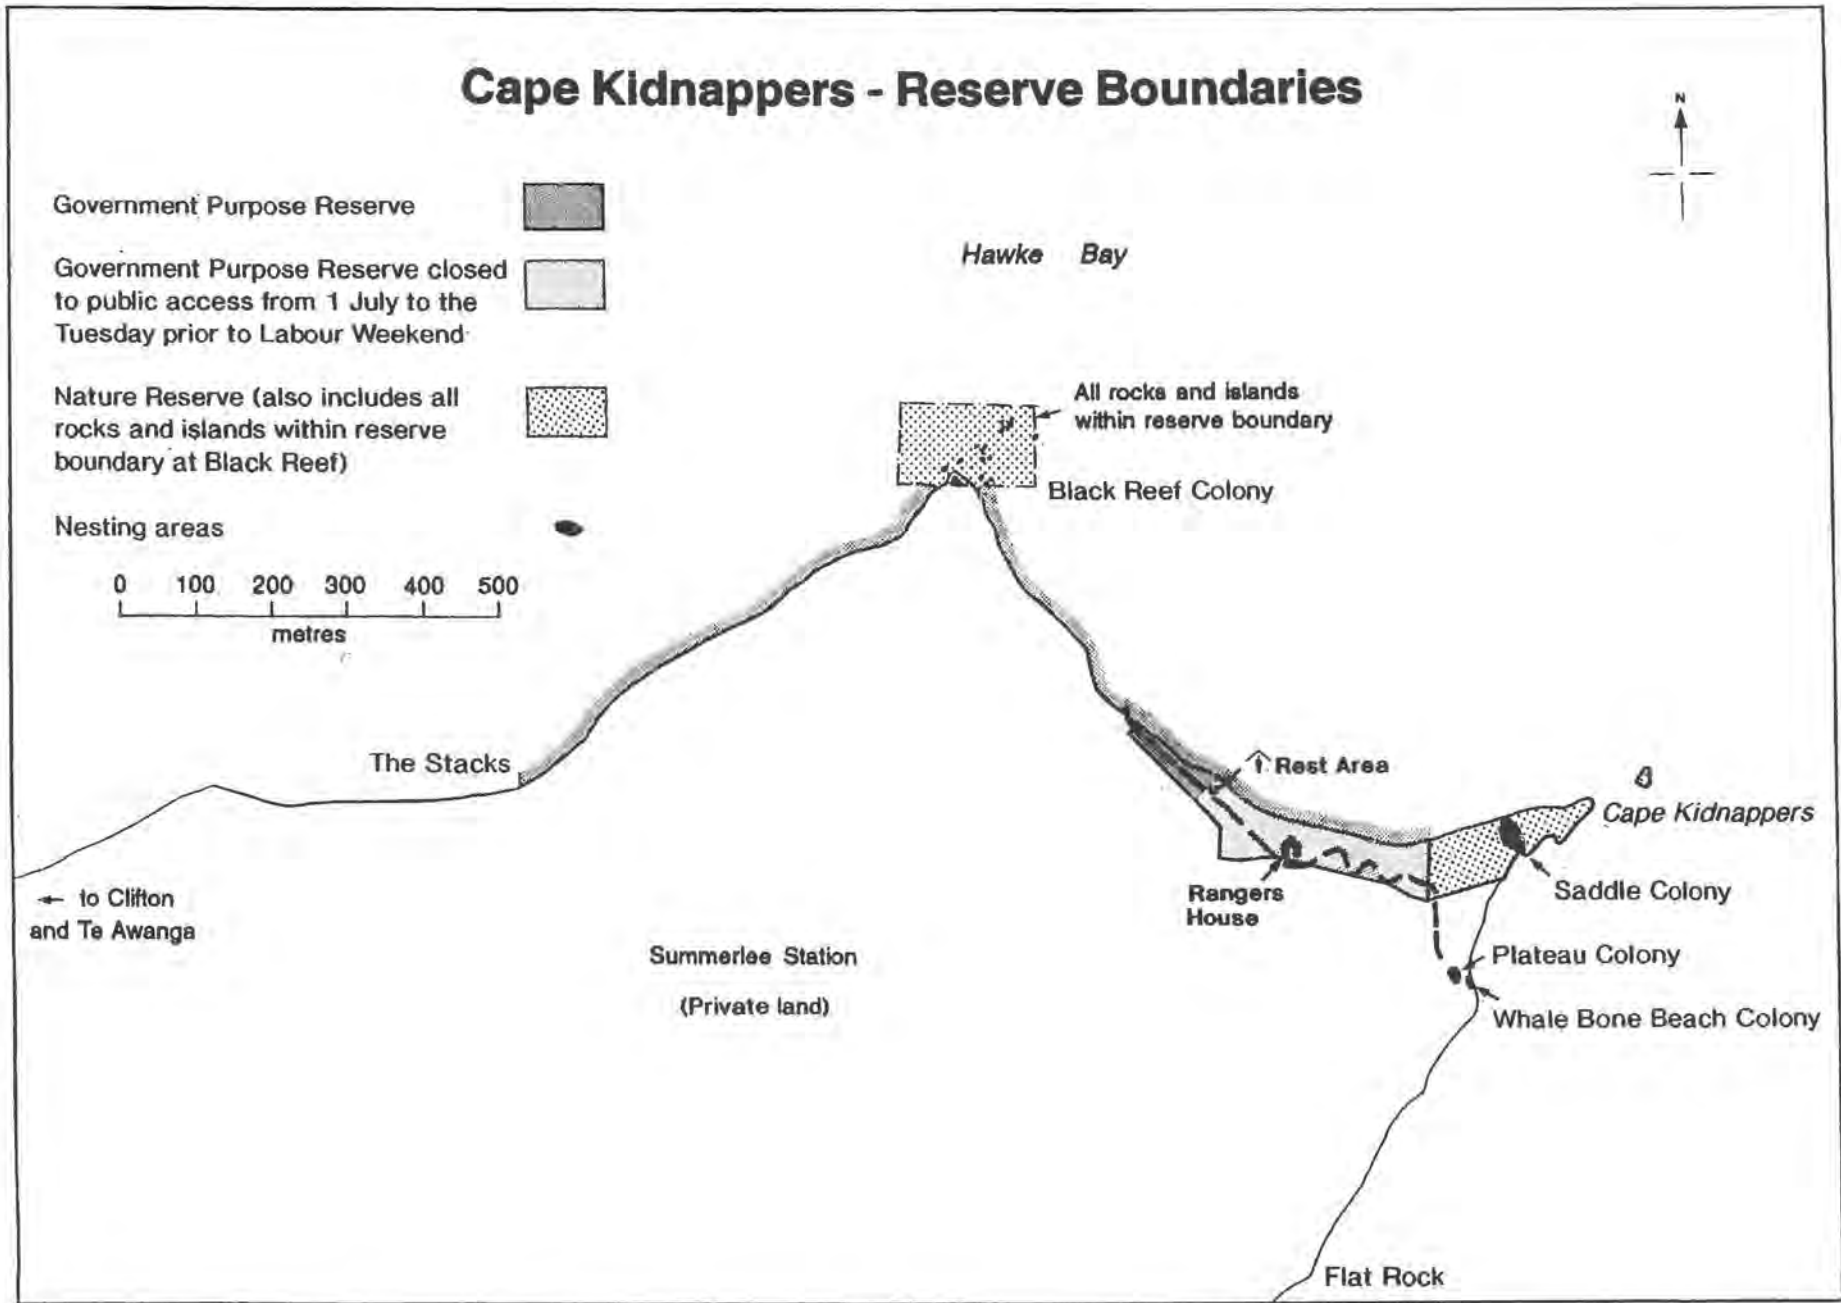 Cape Kidnappers - Reserve Boundaries
N
Government Purpose Reserve
Government Purpose Reserve closed
to public access from 1 July to the
Tuesday prior to Labour Weekend
Nature Reserve (also includes all
rocks and islands within reserve
boundary at Black Reef)
Nesting areas
0 100 200 300 400 500
metres
Hawke Bay
All rocks and islands
within reserve boundary
Black Reef Colony
The Stacks
Rest Area
Cape Kidnappers
to Clifton
and Te Awanga
Rangers
House
Saddle Colony
Summerlee Station
(Private land)
Plateau Colony
Whale Bone Beach Colony
Flat Rock